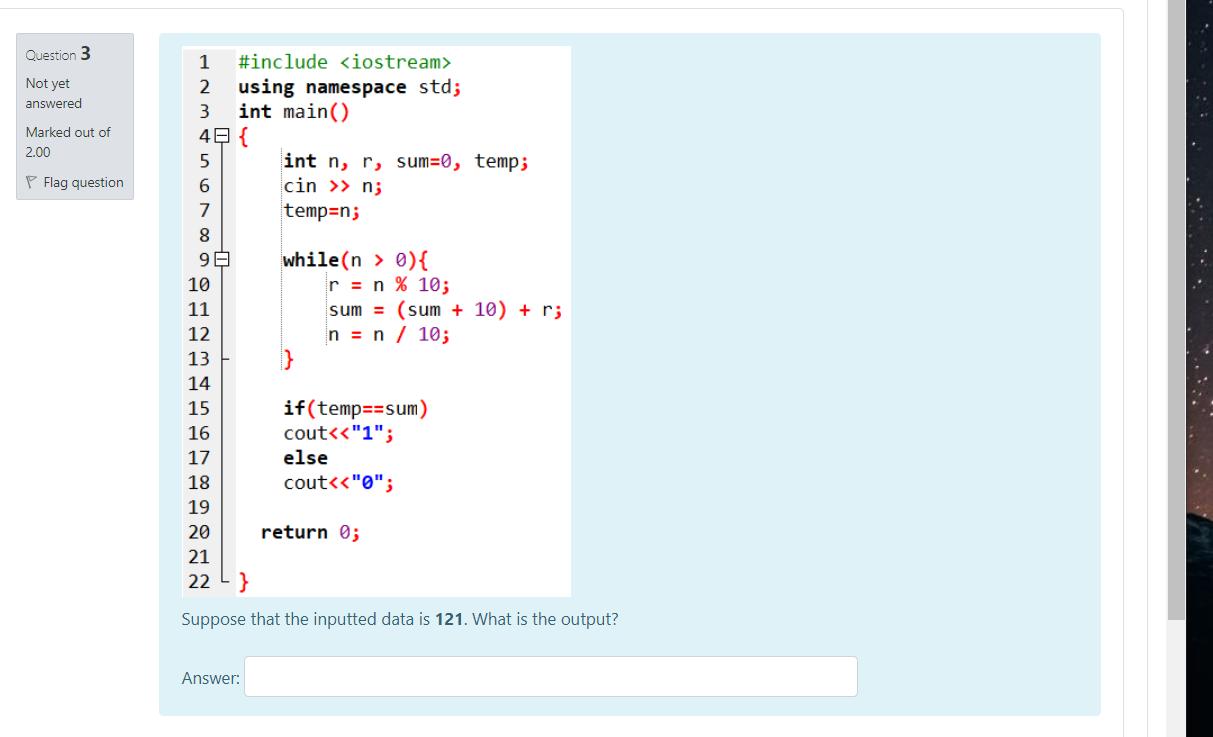 Question 3
Not yet
answered
Marked out of
2.00
Flag question
1 #include <iostream>
2 using namespace std;
3 int main()
4 {
5 int n, r, sum=0, temp;
6 cin >> n;
7 temp=n;
8
9 while(n > 0){
10 r = n % 10;
11 sum = (sum + 10) + r;
12 n = n / 10;
13 }
14
15 if(temp==sum)
16 cout<<"1";
17 else
18 cout<<"0";
19
20 return 0;
21
22 }
Suppose that the inputted data is 121. What is the output?
Answer: